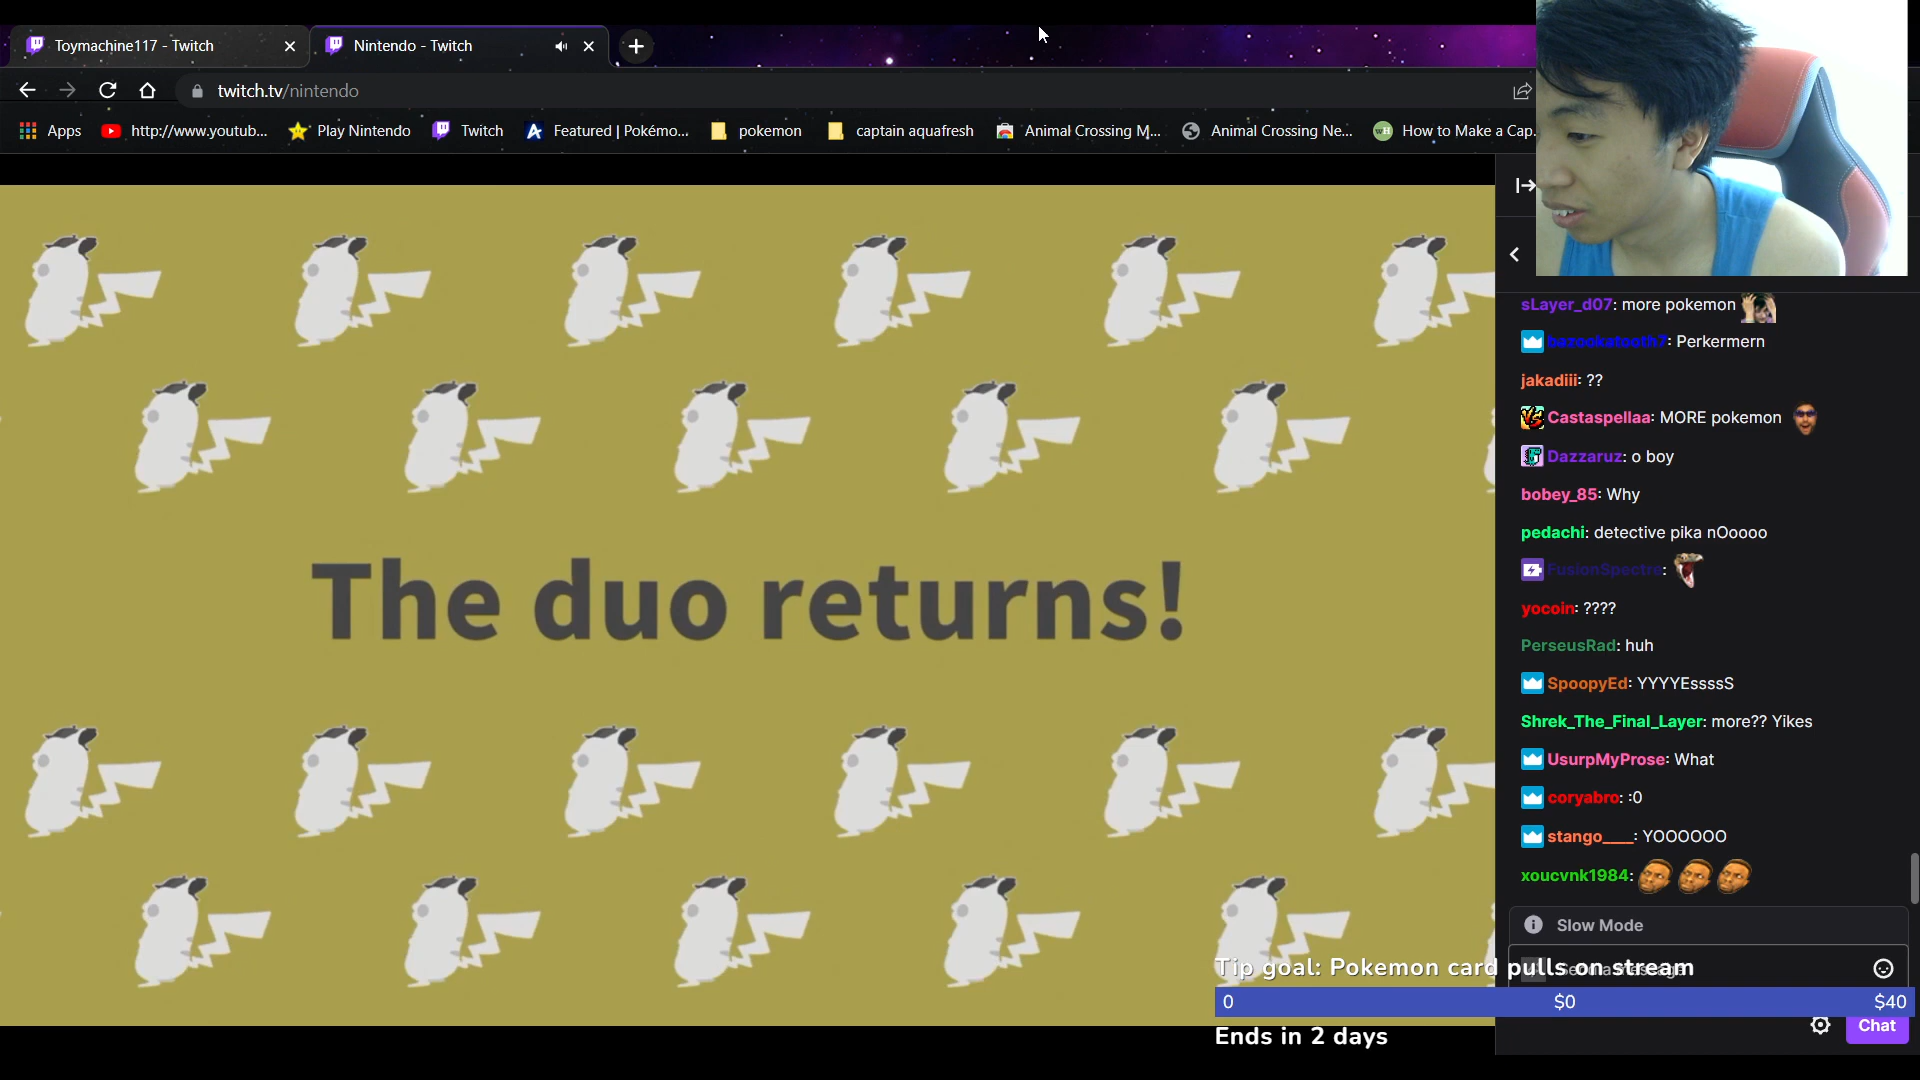 Toymachine117 - Twitch
Nintendo - Twitch
twitch.tv/nintendo
Apps
http://www.youtub...
Play Nintendo
Twitch
Featured | Pokémo...
pokemon
captain aquafresh
Animal Crossing M...
Animal Crossing Ne...
How to Make a Cap...
The duo returns!
sLayer_d07: more pokemon
bazookatooth7: Perkermern
jakadiii: ??
Castaspellaa: MORE pokemon
Dazzaruz: o boy
bobey_85: Why
pedachi: detective pika nOoooo
FusionSpectre:
yocoin: ????
PerseusRad: huh
SpoopyEd: YYYYEssssS
Shrek_The_Final_Layer: more?? Yikes
UsurpMyProse: What
coryabro: :0
stango____: YOOOOOO
xoucvnk1984:
Slow Mode
Tip goal: Pokemon card pulls on stream
0 $0 $40
Ends in 2 days
Chat